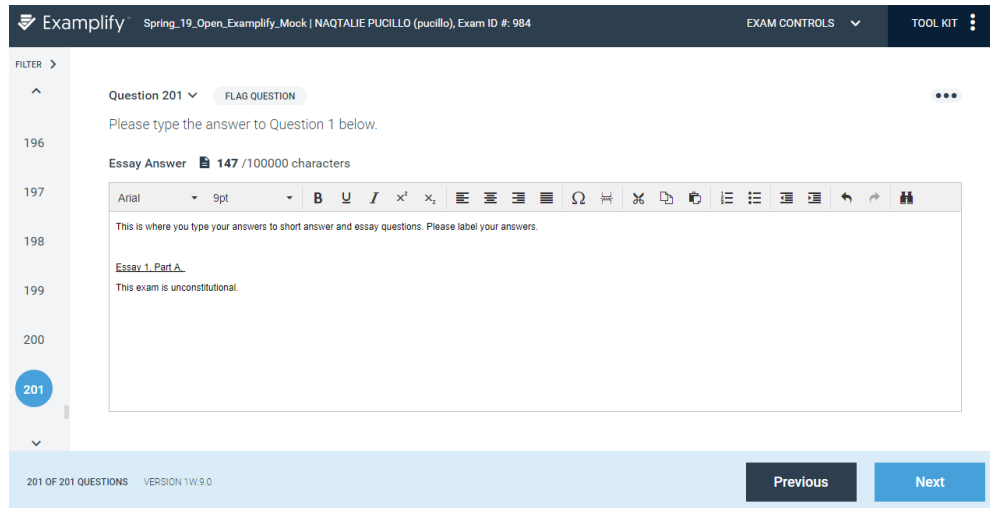 Examplify Spring_19_Open_Examplify_Mock | NAQTALIE PUCILLO (pucillo), Exam ID #: 984 EXAM CONTROLS TOOL KIT
FILTER
Question 201 FLAG QUESTION
Please type the answer to Question 1 below.
196
Essay Answer 147 /100000 characters
197
Arial 9pt B U I x² x₂ Ω
This is where you type your answers to short answer and essay questions. Please label your answers.
198
Essay 1, Part A.
This exam is unconstitutional.
199
200
201
201 OF 201 QUESTIONS VERSION 1W.9.0 Previous Next